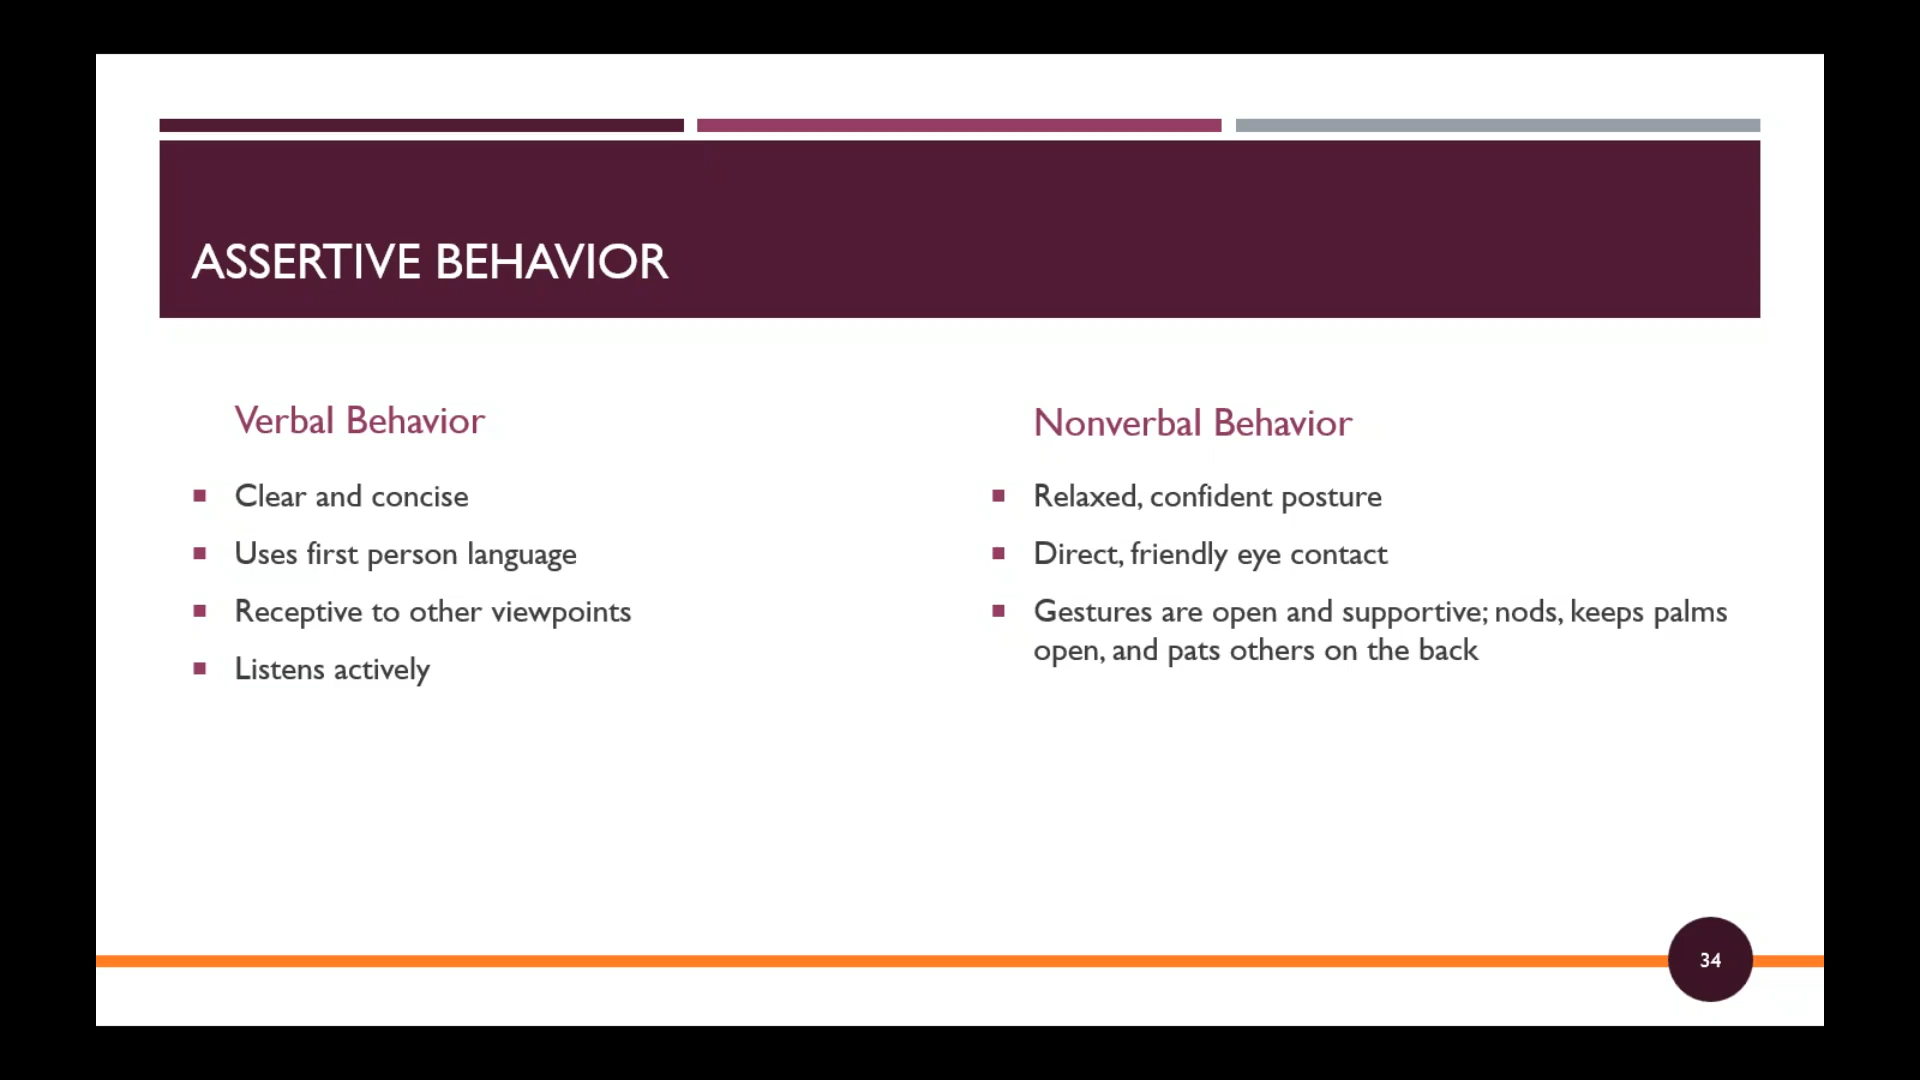 ASSERTIVE BEHAVIOR
Verbal Behavior
Clear and concise
Uses first person language
Receptive to other viewpoints
Listens actively
Nonverbal Behavior
Relaxed, confident posture
Direct, friendly eye contact
Gestures are open and supportive; nods, keeps palms
open, and pats others on the back
34